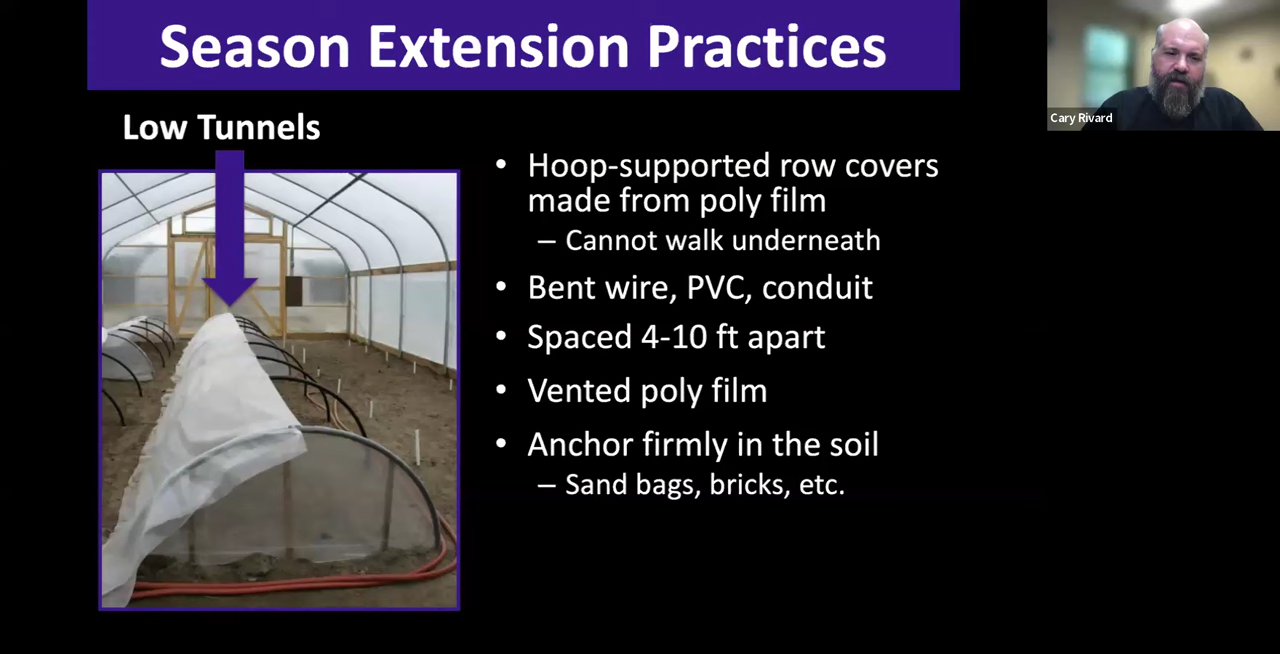 Season Extension Practices
Low Tunnels
Cary Rivard
• Hoop-supported row covers
made from poly film
– Cannot walk underneath
• Bent wire, PVC, conduit
• Spaced 4-10 ft apart
• Vented poly film
• Anchor firmly in the soil
– Sand bags, bricks, etc.